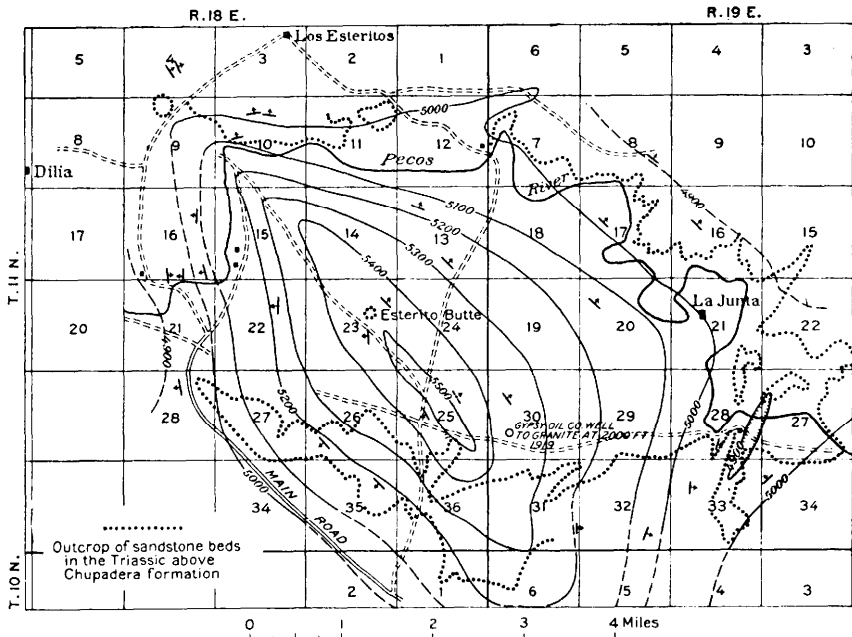 R. 18 E. R. 19 E.
Los Esteritos
5 3 2 1 6 5 4 3
5000
8 9 10 11 12 7 8 9 10
Pecos
River
Dilia
4900
5100
5200
17 16 15 14 13 18 17 16 15
5300
5400
T. 11 N.
Esterito Butte
La Junta
20 21 22 23 24 19 20 21 22
4900
5500
28 27 26 25 30 29 28 27
5200
GYPSY OIL CO WELL
TO GRANITE AT 2000 FT
1919
5000
4900
5000
5000
MAIN ROAD
34 35 36 31 32 33 34
Outcrop of sandstone beds
in the Triassic above
Chupadera formation
T. 10 N.
2 1 6 5 4 3
0 1 2 3 4 Miles